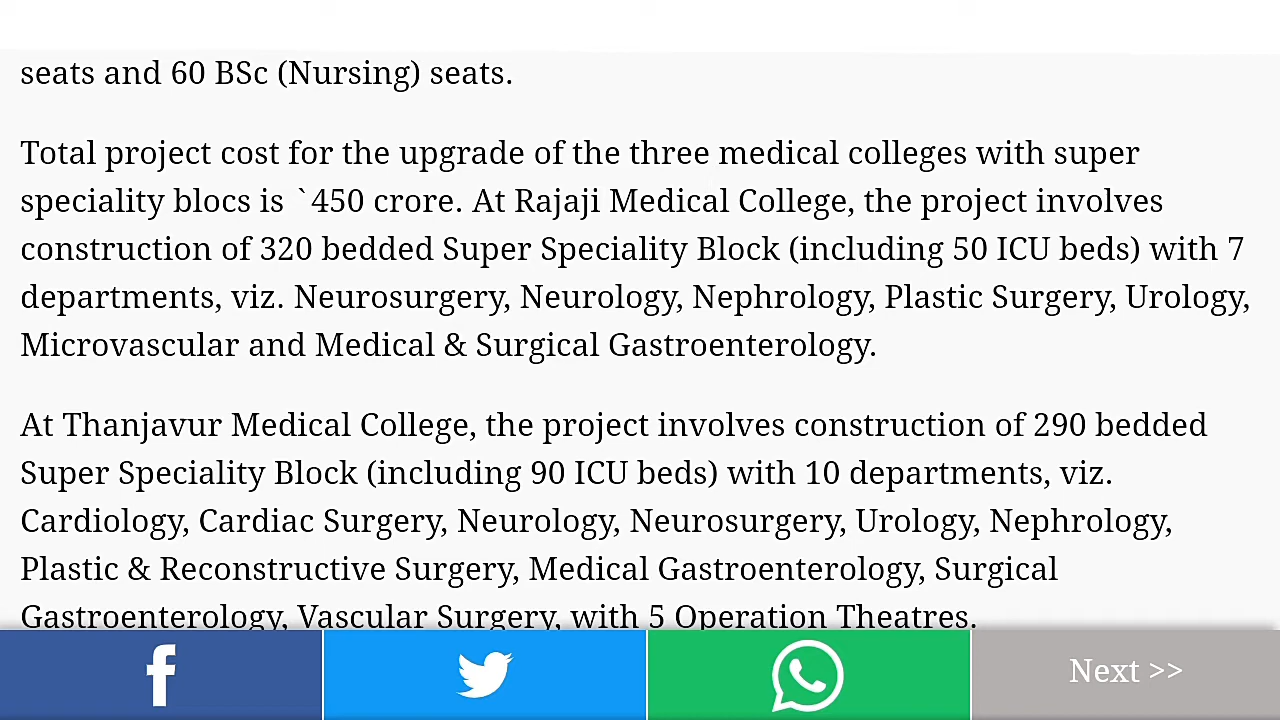 seats and 60 BSc (Nursing) seats.
Total project cost for the upgrade of the three medical colleges with super
speciality blocs is `450 crore. At Rajaji Medical College, the project involves
construction of 320 bedded Super Speciality Block (including 50 ICU beds) with 7
departments, viz. Neurosurgery, Neurology, Nephrology, Plastic Surgery, Urology,
Microvascular and Medical & Surgical Gastroenterology.
At Thanjavur Medical College, the project involves construction of 290 bedded
Super Speciality Block (including 90 ICU beds) with 10 departments, viz.
Cardiology, Cardiac Surgery, Neurology, Neurosurgery, Urology, Nephrology,
Plastic & Reconstructive Surgery, Medical Gastroenterology, Surgical
Gastroenterology, Vascular Surgery, with 5 Operation Theatres.
Next >>